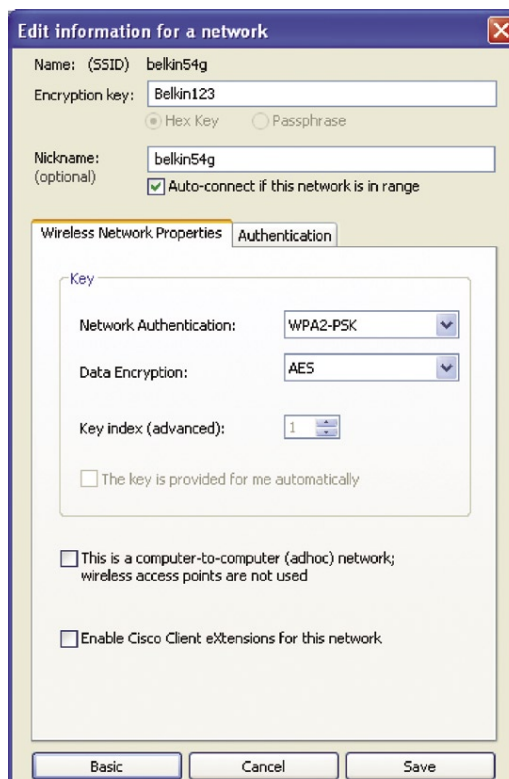 Edit information for a network
Name: (SSID) belkin54g
Encryption key: Belkin123
Hex Key Passphrase
Nickname: belkin54g
(optional)
Auto-connect if this network is in range
Wireless Network Properties Authentication
Key
Network Authentication: WPA2-PSK
Data Encryption: AES
Key index (advanced): 1
The key is provided for me automatically
This is a computer-to-computer (adhoc) network;
wireless access points are not used
Enable Cisco Client eXtensions for this network
Basic Cancel Save